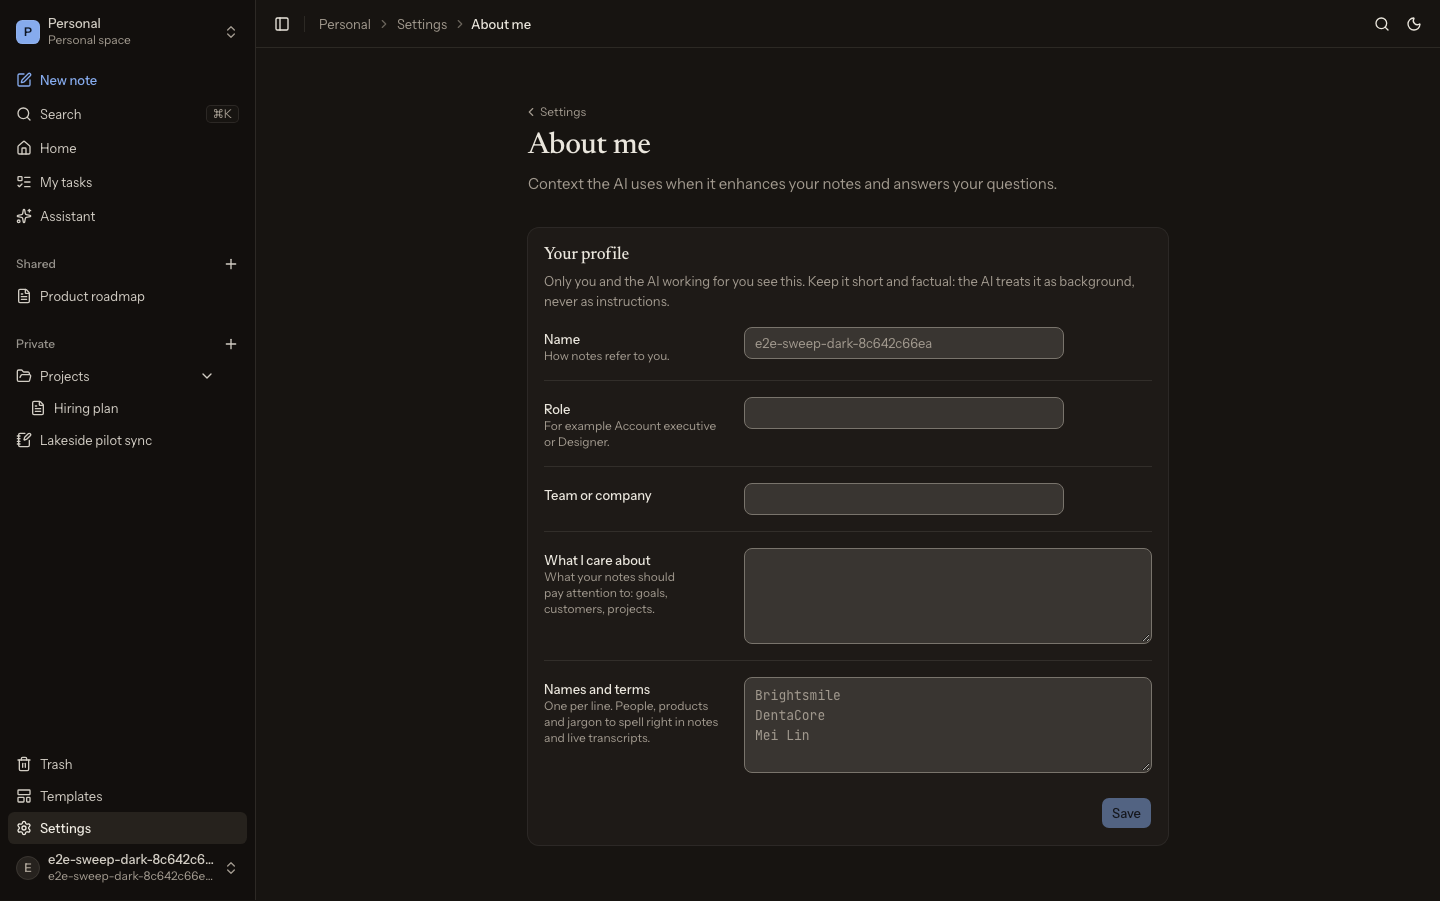 P
Personal
Personal space
New note
Search
⌘K
Home
My tasks
Assistant
Shared
Product roadmap
Private
Projects
Hiring plan
Lakeside pilot sync
Trash
Templates
Settings
E
e2e-sweep-dark-8c642c6...
e2e-sweep-dark-8c642c66e...
Personal
Settings
About me
Settings
About me
Context the AI uses when it enhances your notes and answers your questions.
Your profile
Only you and the AI working for you see this. Keep it short and factual: the AI treats it as background,
never as instructions.
Name
How notes refer to you.
e2e-sweep-dark-8c642c66ea
Role
For example Account executive
or Designer.
Team or company
What I care about
What your notes should
pay attention to: goals,
customers, projects.
Names and terms
One per line. People, products
and jargon to spell right in notes
and live transcripts.
Brightsmile
DentaCore
Mei Lin
Save